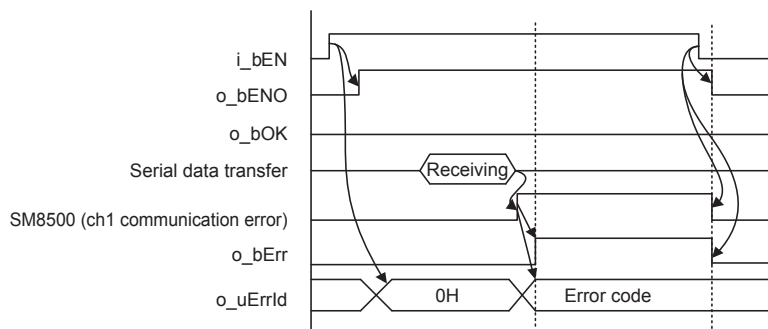 i_bEN
o_bENO
o_bOK
Serial data transfer
Receiving
SM8500 (ch1 communication error)
o_bErr
o_uErrId
0H
Error code